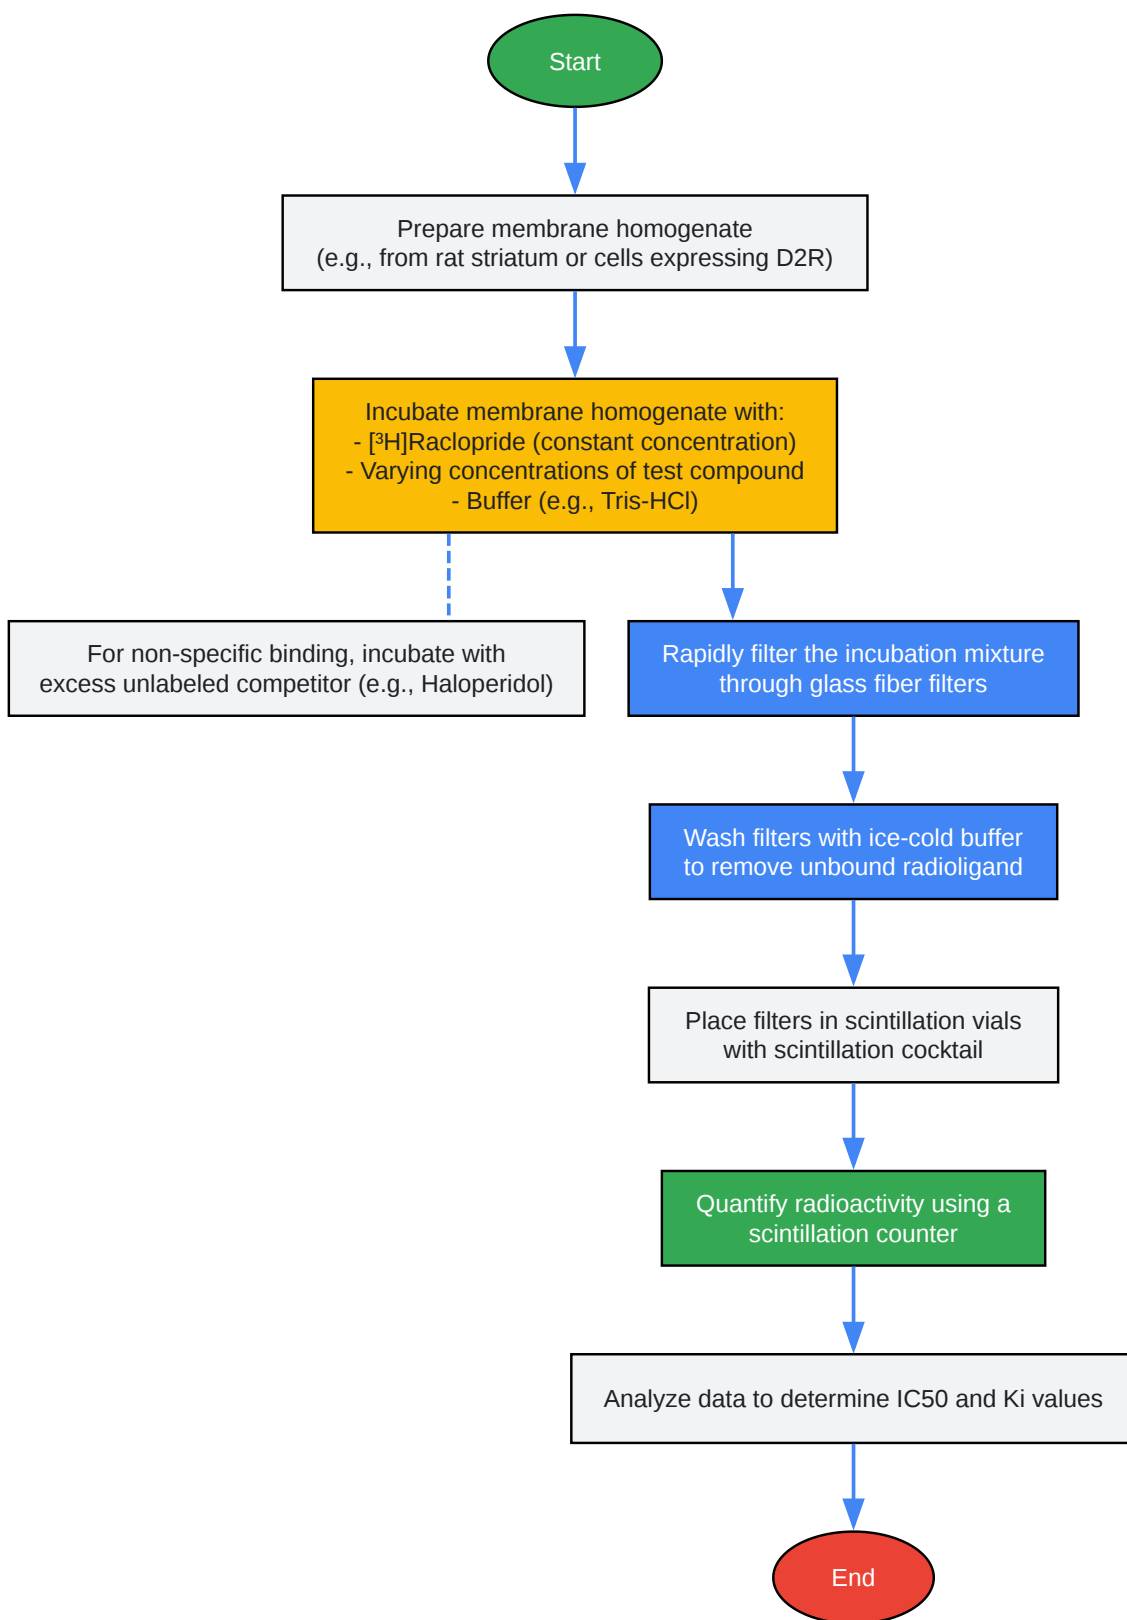 Start
Prepare membrane homogenate
(e.g., from rat striatum or cells expressing D2R)
Incubate membrane homogenate with:
- [³H]Raclopride (constant concentration)
- Varying concentrations of test compound
- Buffer (e.g., Tris-HCl)
For non-specific binding, incubate with
excess unlabeled competitor (e.g., Haloperidol)
Rapidly filter the incubation mixture
through glass fiber filters
Wash filters with ice-cold buffer
to remove unbound radioligand
Place filters in scintillation vials
with scintillation cocktail
Quantify radioactivity using a
scintillation counter
Analyze data to determine IC50 and Ki values
End